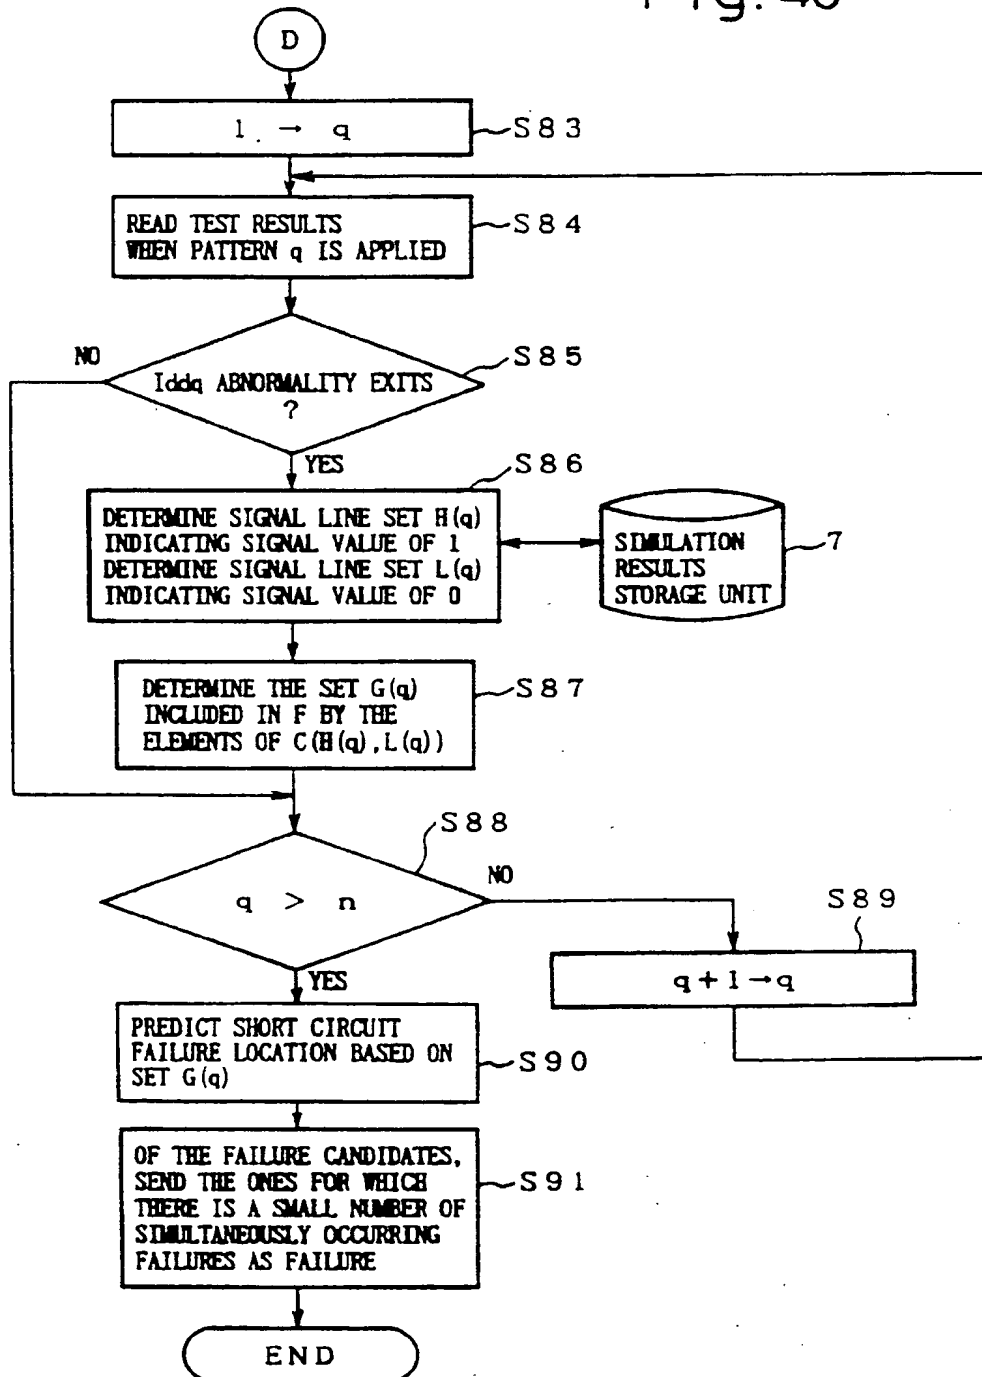 D
1 → q
S83
READ TEST RESULTS
WHEN PATTERN q IS APPLIED
S84
NO
Iddq ABNORMALITY EXITS
?
S85
YES
S86
DETERMINE SIGNAL LINE SET H(q)
INDICATING SIGNAL VALUE OF 1
DETERMINE SIGNAL LINE SET L(q)
INDICATING SIGNAL VALUE OF 0
SIMULATION
RESULTS
STORAGE UNIT
7
DETERMINE THE SET G(q)
INCLUDED IN F BY THE
ELEMENTS OF C(H(q),L(q))
S87
S88
q > n
NO
S89
q+1→q
YES
PREDICT SHORT CIRCUIT
FAILURE LOCATION BASED ON
SET G(q)
S90
OF THE FAILURE CANDIDATES,
SEND THE ONES FOR WHICH
THERE IS A SMALL NUMBER OF
SIMULTANEOUSLY OCCURRING
FAILURES AS FAILURE
S91
END